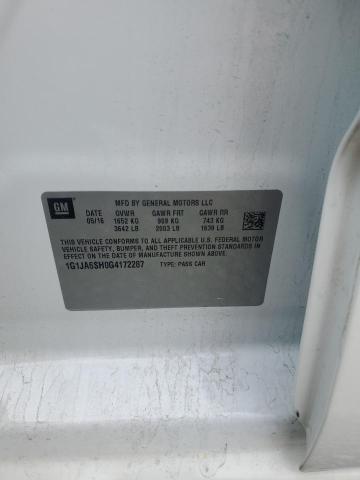 GM
MFD BY GENERAL MOTORS LLC
DATE GVWR GAWR FRT GAWR RR
05/16 1652 KG 909 KG 743 KG
3642 LB 2003 LB 1639 LB
THIS VEHICLE CONFORMS TO ALL APPLICABLE U.S. FEDERAL MOTOR
VEHICLE SAFETY, BUMPER, AND THEFT PREVENTION STANDARDS IN
EFFECT ON THE DATE OF MANUFACTURE SHOWN ABOVE.
1G1JA6SH0G4172287 TYPE: PASS CAR